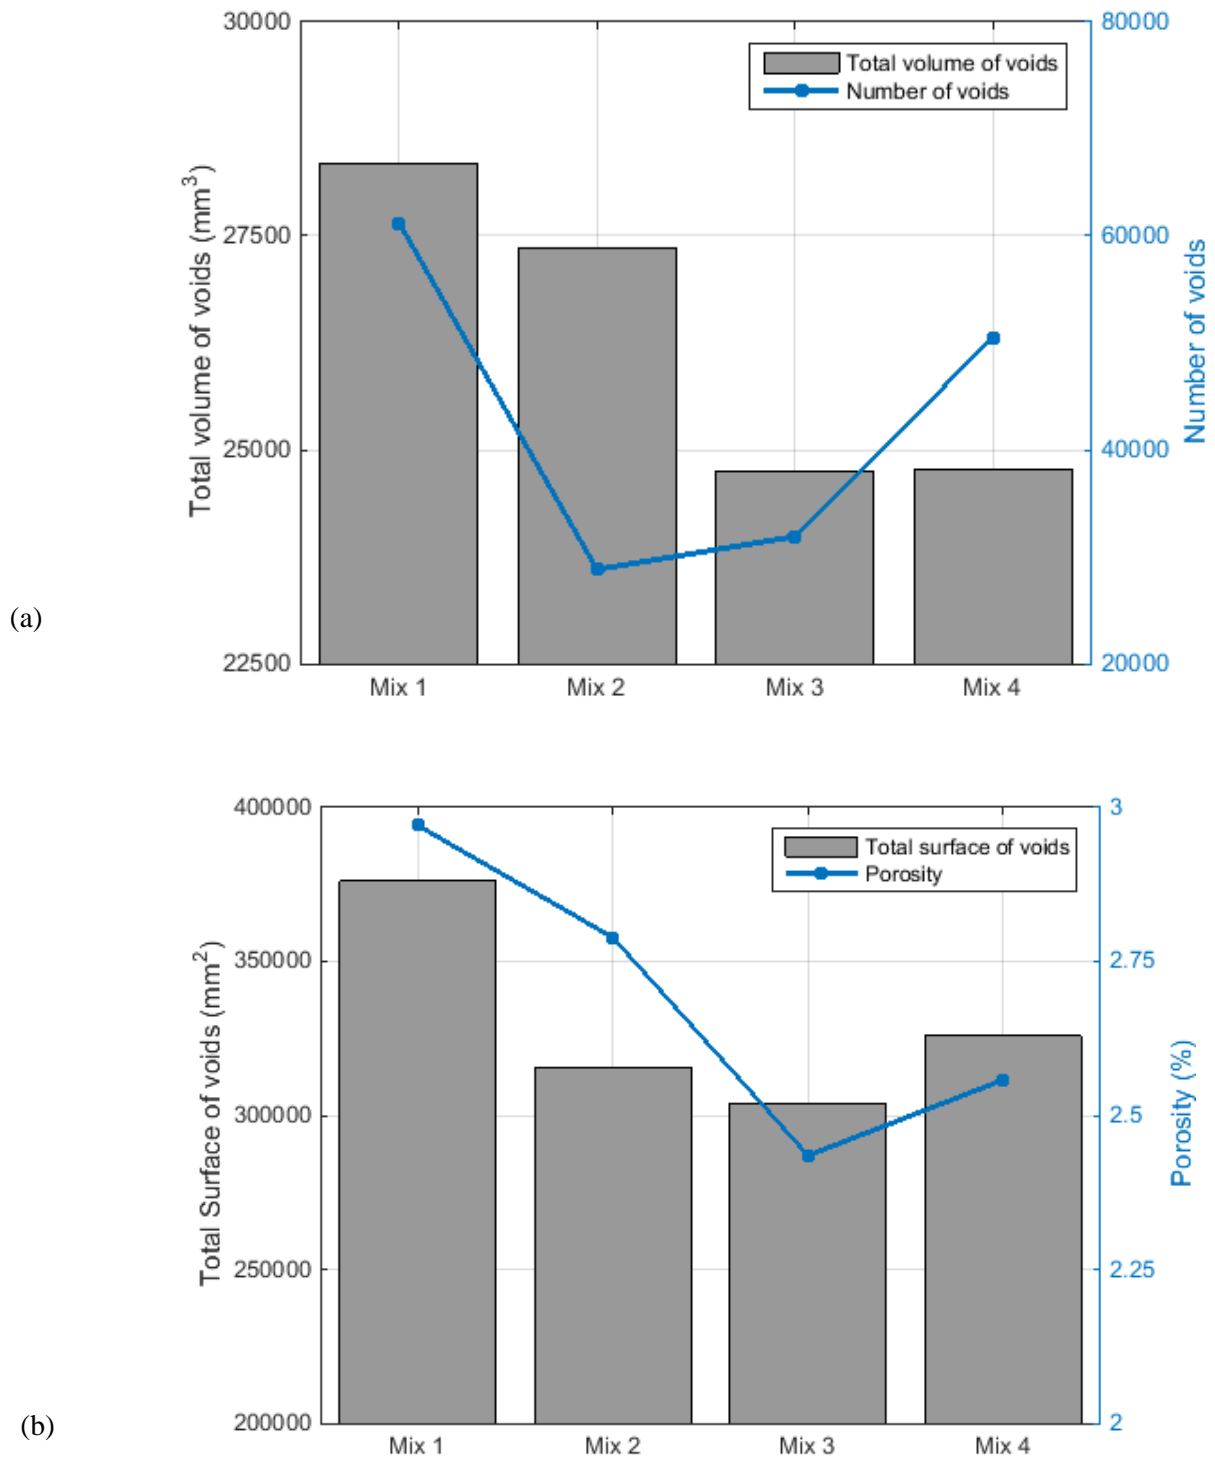 30000
80000
Total volume of voids
Number of voids
27500
60000
25000
40000
22500
20000
Total volume of voids (mm³)
Number of voids
Mix 1
Mix 2
Mix 3
Mix 4
(a)
400000
3
Total surface of voids
Porosity
350000
2.75
300000
2.5
250000
2.25
200000
2
Total Surface of voids (mm²)
Porosity (%)
Mix 1
Mix 2
Mix 3
Mix 4
(b)